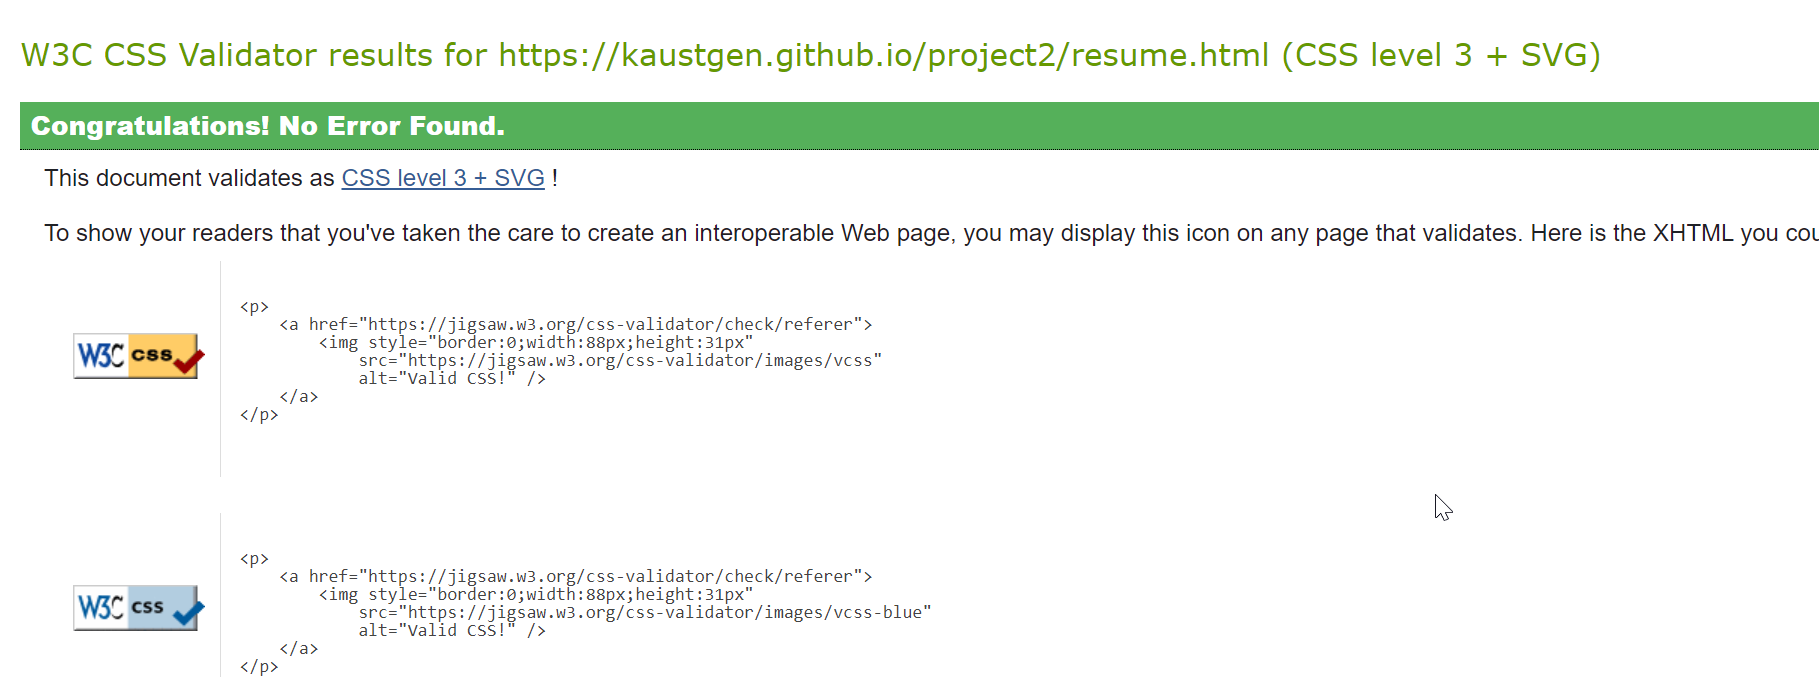 W3C CSS Validator results for https://kaustgen.github.io/project2/resume.html (CSS level 3 + SVG)
Congratulations! No Error Found.
This document validates as CSS level 3 + SVG !
To show your readers that you've taken the care to create an interoperable Web page, you may display this icon on any page that validates. Here is the XHTML you cou
<p>
<a href="https://jigsaw.w3.org/css-validator/check/referer">
<img style="border:0;width:88px;height:31px"
W3C css
src="https://jigsaw.w3.org/css-validator/images/vcss"
alt="Valid CSS!" />
</a>
</p>
<p>
<a href="https://jigsaw.w3.org/css-validator/check/referer">
<img style="border:0;width:88px;height:31px"
W3C css
src="https://jigsaw.w3.org/css-validator/images/vcss-blue"
alt="Valid CSS!" />
</a>
</p>